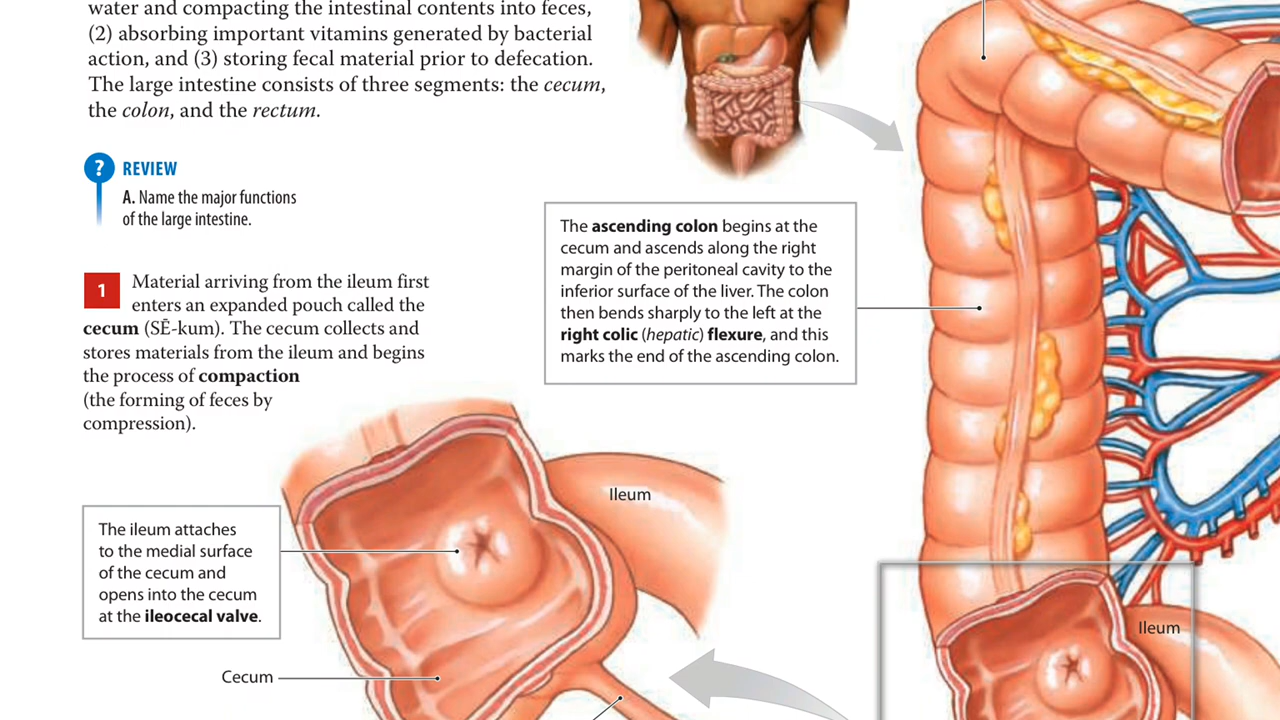 water and compacting the intestinal contents into feces,
(2) absorbing important vitamins generated by bacterial
action, and (3) storing fecal material prior to defecation.
The large intestine consists of three segments: the cecum,
the colon, and the rectum.
? REVIEW
A. Name the major functions
of the large intestine.
1 Material arriving from the ileum first
enters an expanded pouch called the
cecum (SĒ-kum). The cecum collects and
stores materials from the ileum and begins
the process of compaction
(the forming of feces by
compression).
The ascending colon begins at the
cecum and ascends along the right
margin of the peritoneal cavity to the
inferior surface of the liver. The colon
then bends sharply to the left at the
right colic (hepatic) flexure, and this
marks the end of the ascending colon.
Ileum
The ileum attaches
to the medial surface
of the cecum and
opens into the cecum
at the ileocecal valve.
Cecum
Ileum